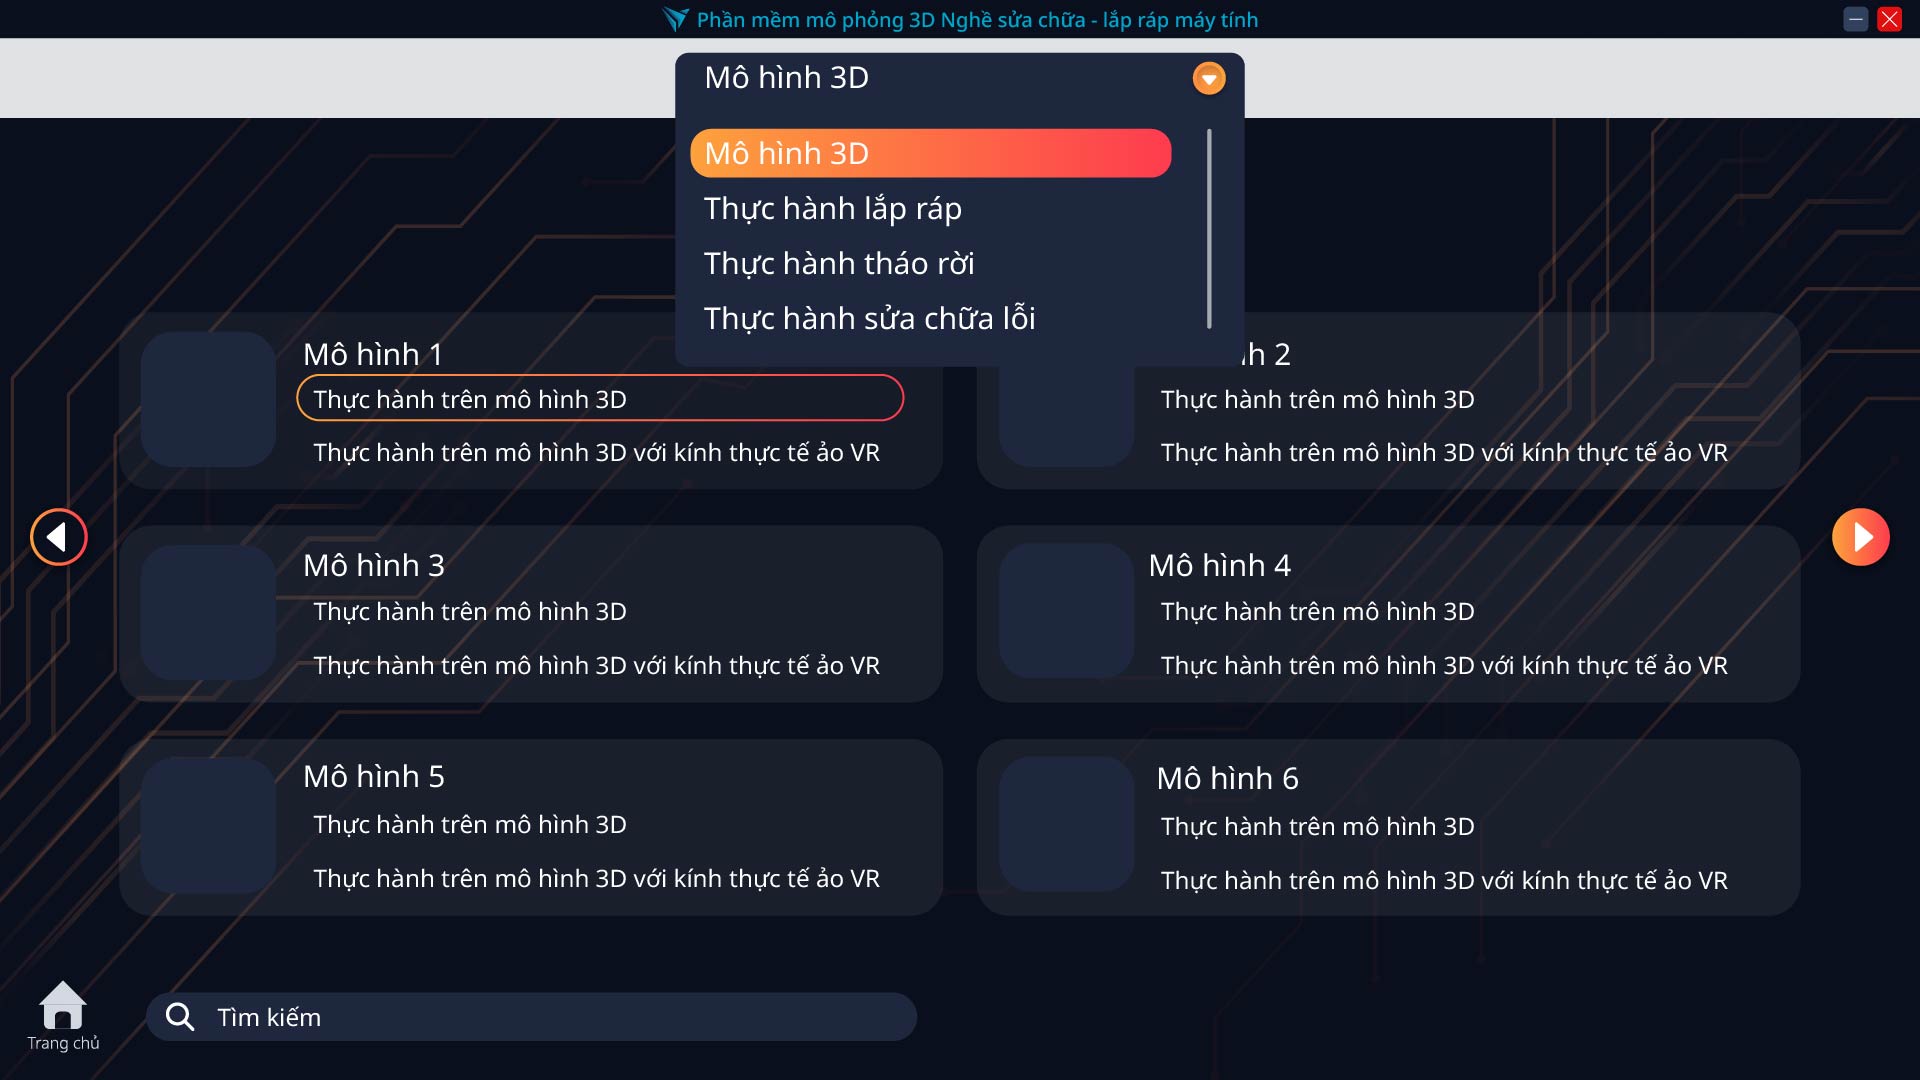 Phần mềm mô phỏng 3D Nghề sửa chữa - lắp ráp máy tính
Mô hình 3D
Mô hình 3D
Thực hành lắp ráp
Thực hành tháo rời
Thực hành sửa chữa lỗi
Mô hình 1
Thực hành trên mô hình 3D
Thực hành trên mô hình 3D với kính thực tế ảo VR
h 2
Thực hành trên mô hình 3D
Thực hành trên mô hình 3D với kính thực tế ảo VR
Mô hình 3
Thực hành trên mô hình 3D
Thực hành trên mô hình 3D với kính thực tế ảo VR
Mô hình 4
Thực hành trên mô hình 3D
Thực hành trên mô hình 3D với kính thực tế ảo VR
Mô hình 5
Thực hành trên mô hình 3D
Thực hành trên mô hình 3D với kính thực tế ảo VR
Mô hình 6
Thực hành trên mô hình 3D
Thực hành trên mô hình 3D với kính thực tế ảo VR
Trang chủ
Tìm kiếm